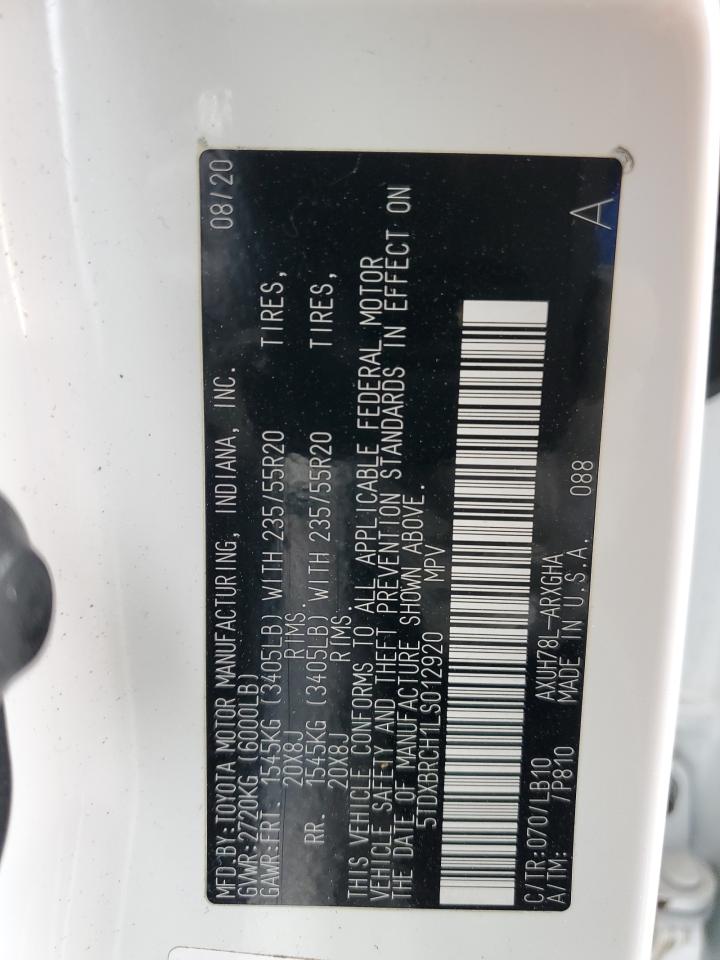 MFD BY:TOYOTA MOTOR MANUFACTURING, INDIANA, INC. 08/20
GVWR:2720KG (6000LB)
GAWR:FRT. 1545KG (3405LB) WITH 235/55R20 TIRES,
20X8J RIMS.
RR. 1545KG (3405LB) WITH 235/55R20 TIRES,
20X8J RIMS.
THIS VEHICLE CONFORMS TO ALL APPLICABLE FEDERAL MOTOR
VEHICLE SAFETY AND THEFT PREVENTION STANDARDS IN EFFECT ON
THE DATE OF MANUFACTURE SHOWN ABOVE.
5TDXBRCH1LS012920 MPV
C/TR:070/LB10 AXUH78L-ARXGHA
A/TM: /P810 MADE IN U.S.A. 088 A